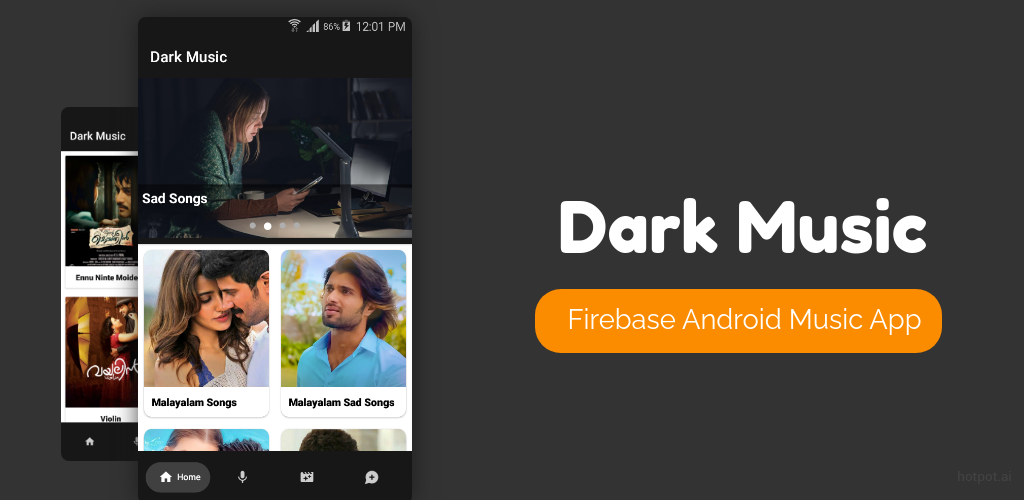 86%
12:01 PM
Dark Music
Sad Songs
Malayalam Songs
Malayalam Sad Songs
Home
Dark Music
Ennu Ninte Moide
വയലിൻ
Violin
Dark Music
Firebase Android Music App
hotpot.ai